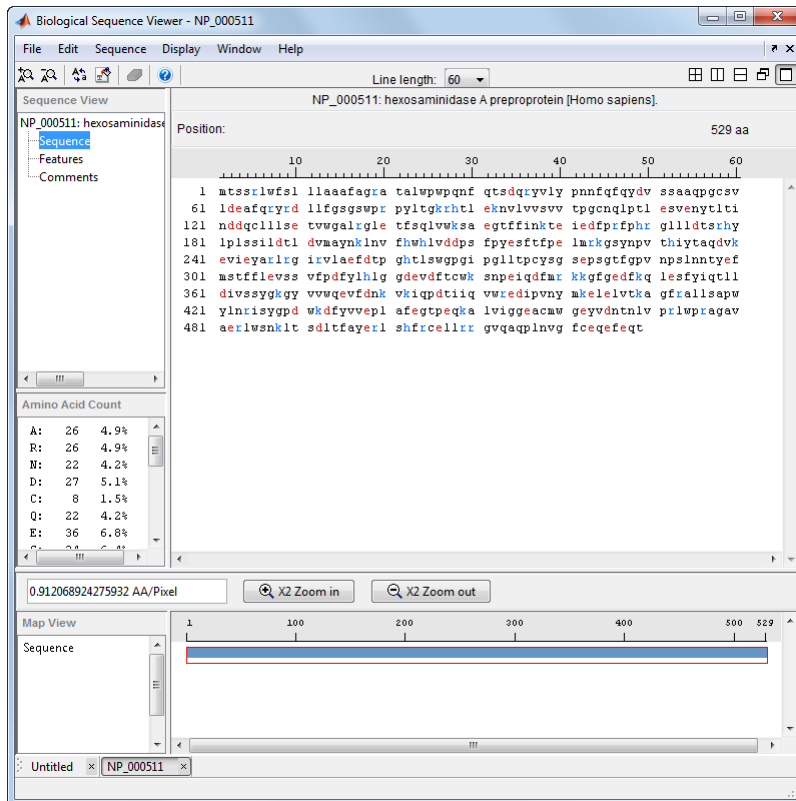 Biological Sequence Viewer - NP_000511
File Edit Sequence Display Window Help
Line length: 60
Sequence View
NP_000511: hexosaminidase
Sequence
Features
Comments
NP_000511: hexosaminidase A preproprotein [Homo sapiens].
Position: 529 aa
10 20 30 40 50 60
1 mtssrlwfsl llaaafagra talwpwpqnf qtsdqryvly pnnfqfqydv ssaaqpgcsv
61 ldeafqryrd llfgsgswpr pyltgkrhtl eknvlvvsvv tpgcnqlptl esvenytlti
121 nddqclllse tvwgalrgle tfsqlvwksa egtffinkte iedfprfphr gllldtsrhy
181 lplssildtl dvmaynklnv fhwhlvddps fpyesftfpe lmrkgsynpv thiytaqdvk
241 evieyarlrg irvlaefdtp ghtlswgpgi pglltpcysg sepsgtfgpv npslnntyef
301 mstfflevss vfpdfylhlg gdevdftcwk snpeiqdfmr kkgfgedfkq lesfyiqtll
361 divssygkgy vvwqevfdnk vkiqpdtiiq vwredipvny mkelelvtka gfrallsapw
421 ylnrisygpd wkdfyvvepl afegtpeqka lviggeacmw geyvdntnlv prlwpragav
481 aerlwsnklt sdltfayerl shfrcellrr gvqaqplnvg fceqefeqt
Amino Acid Count
A: 26 4.9%
R: 26 4.9%
N: 22 4.2%
D: 27 5.1%
C: 8 1.5%
Q: 22 4.2%
E: 36 6.8%
0.912068924275932 AA/Pixel
X2 Zoom in
X2 Zoom out
Map View
Sequence
1 100 200 300 400 500 529
Untitled
NP_000511